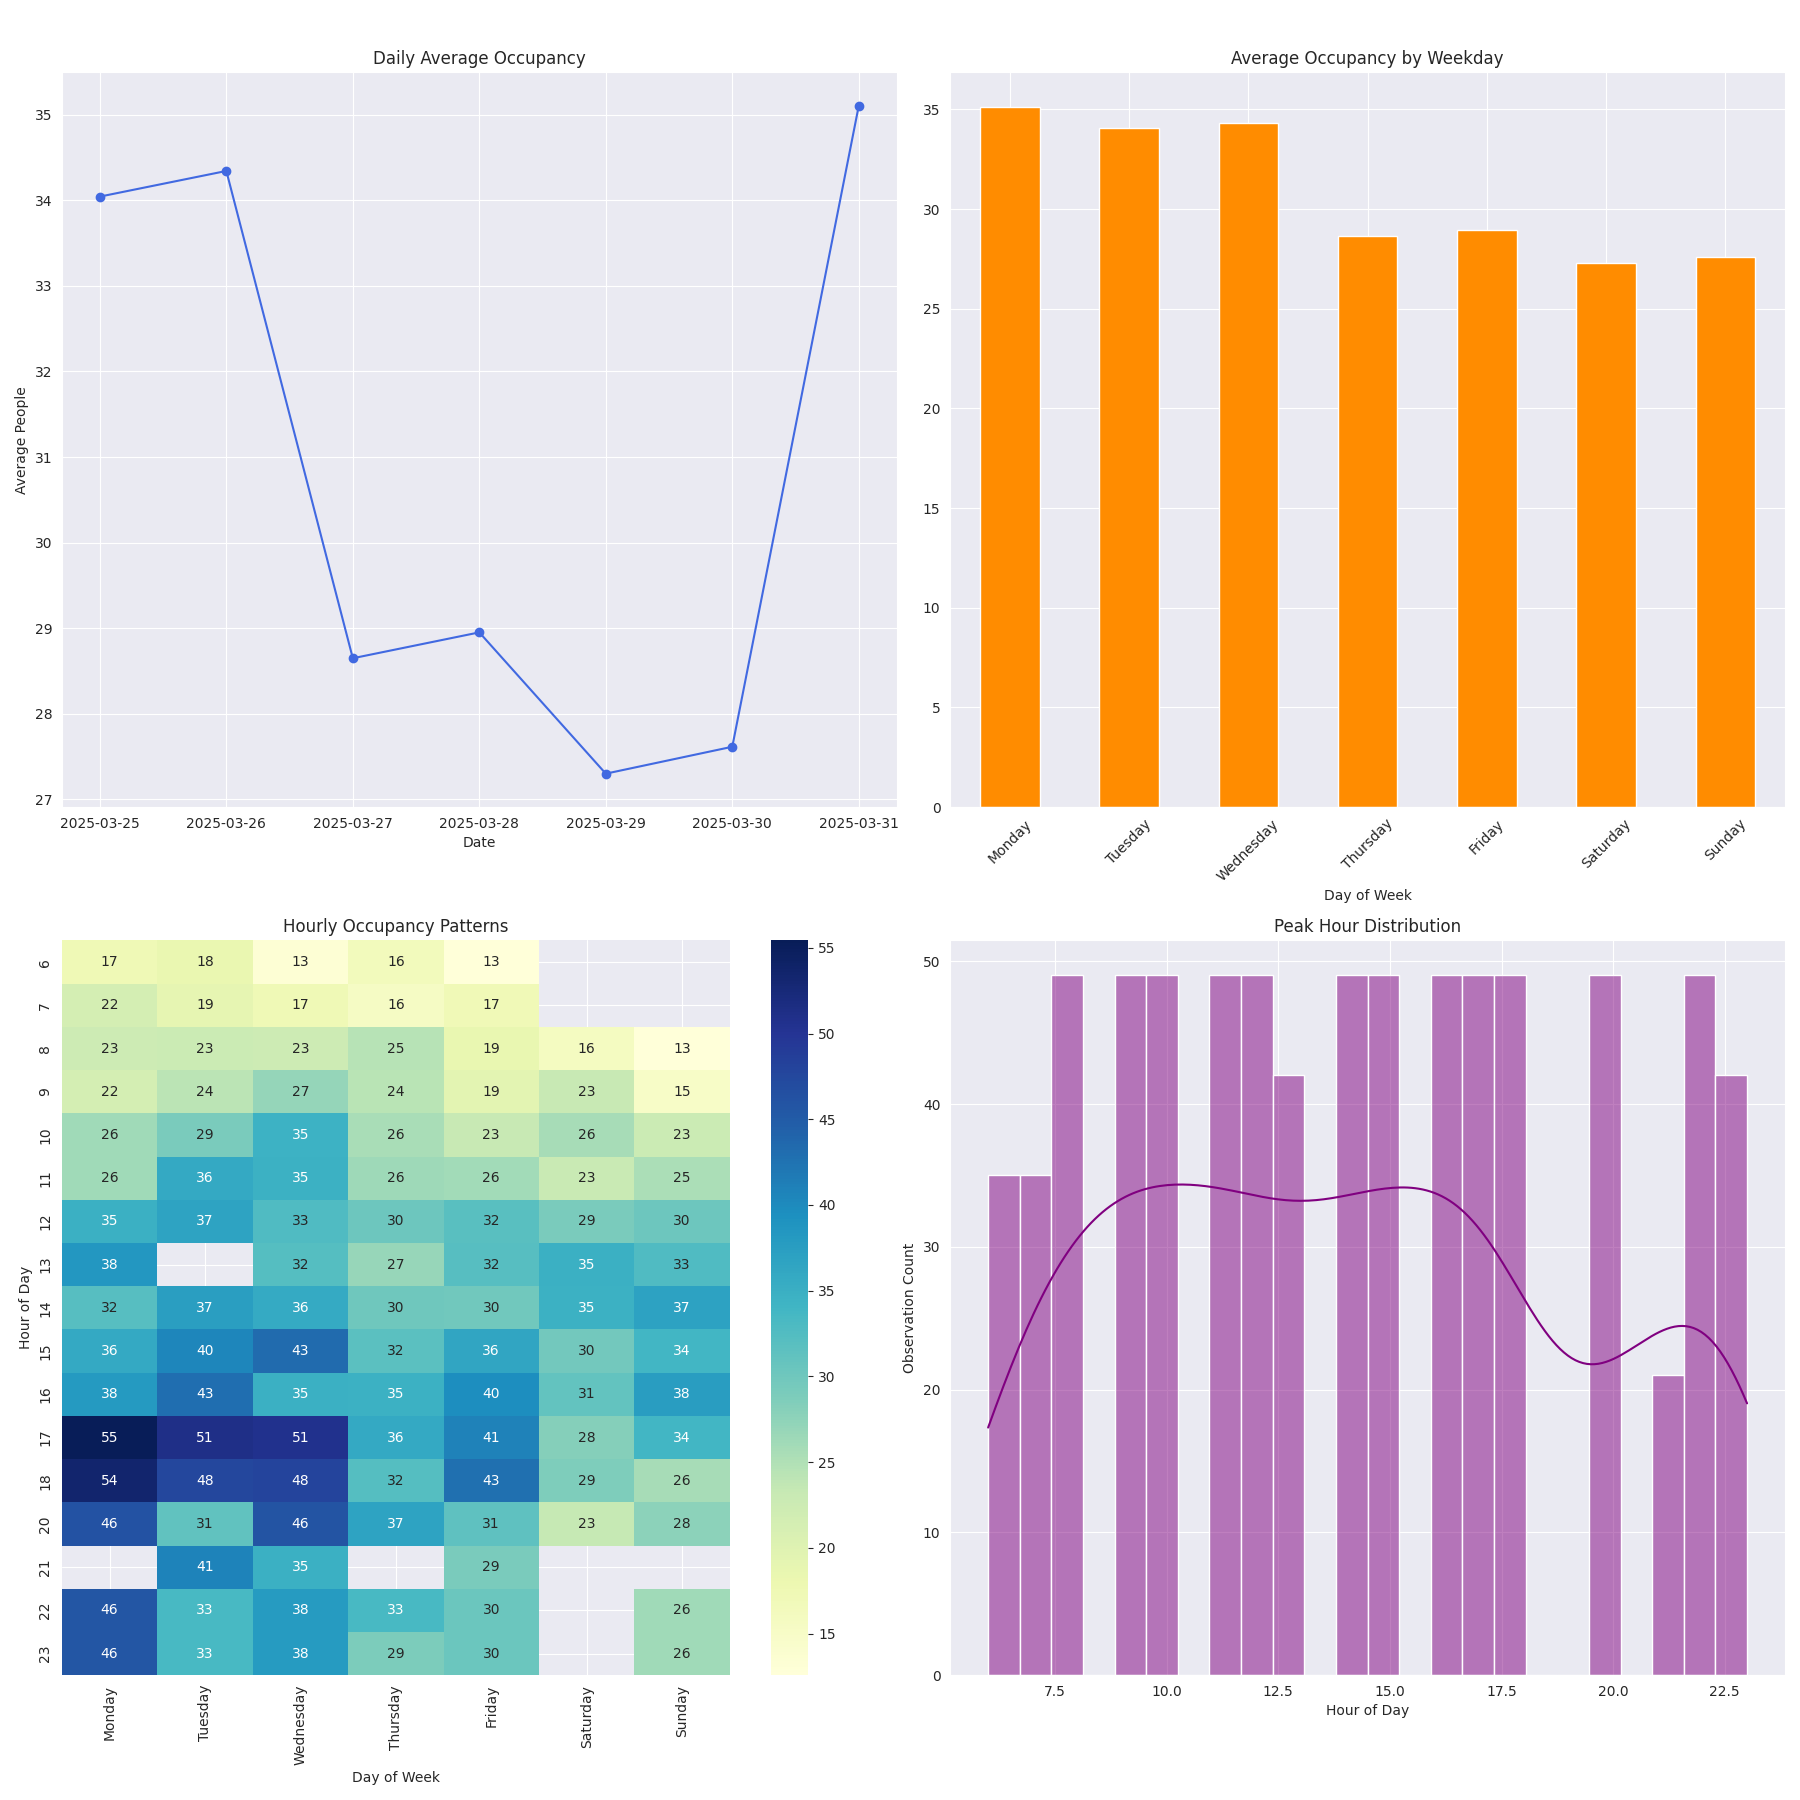 Daily Average Occupancy
Average People
35
34
33
32
31
30
29
28
27
2025-03-25 2025-03-26 2025-03-27 2025-03-28 2025-03-29 2025-03-30 2025-03-31
Date
Average Occupancy by Weekday
35
30
25
20
15
10
5
0
Monday Tuesday Wednesday Thursday Friday Saturday Sunday
Day of Week
Hourly Occupancy Patterns
Hour of Day
6 17 18 13 16 13
7 22 19 17 16 17
8 23 23 23 25 19 16 13
9 22 24 27 24 19 23 15
10 26 29 35 26 23 26 23
11 26 36 35 26 26 23 25
12 35 37 33 30 32 29 30
13 38 32 27 32 35 33
14 32 37 36 30 30 35 37
15 36 40 43 32 36 30 34
16 38 43 35 35 40 31 38
17 55 51 51 36 41 28 34
18 54 48 48 32 43 29 26
20 46 31 46 37 31 23 28
21 41 35 29
22 46 33 38 33 30 26
23 46 33 38 29 30 26
Monday Tuesday Wednesday Thursday Friday Saturday Sunday
Day of Week
55
50
45
40
35
30
25
20
15
Peak Hour Distribution
Observation Count
50
40
30
20
10
0
7.5 10.0 12.5 15.0 17.5 20.0 22.5
Hour of Day